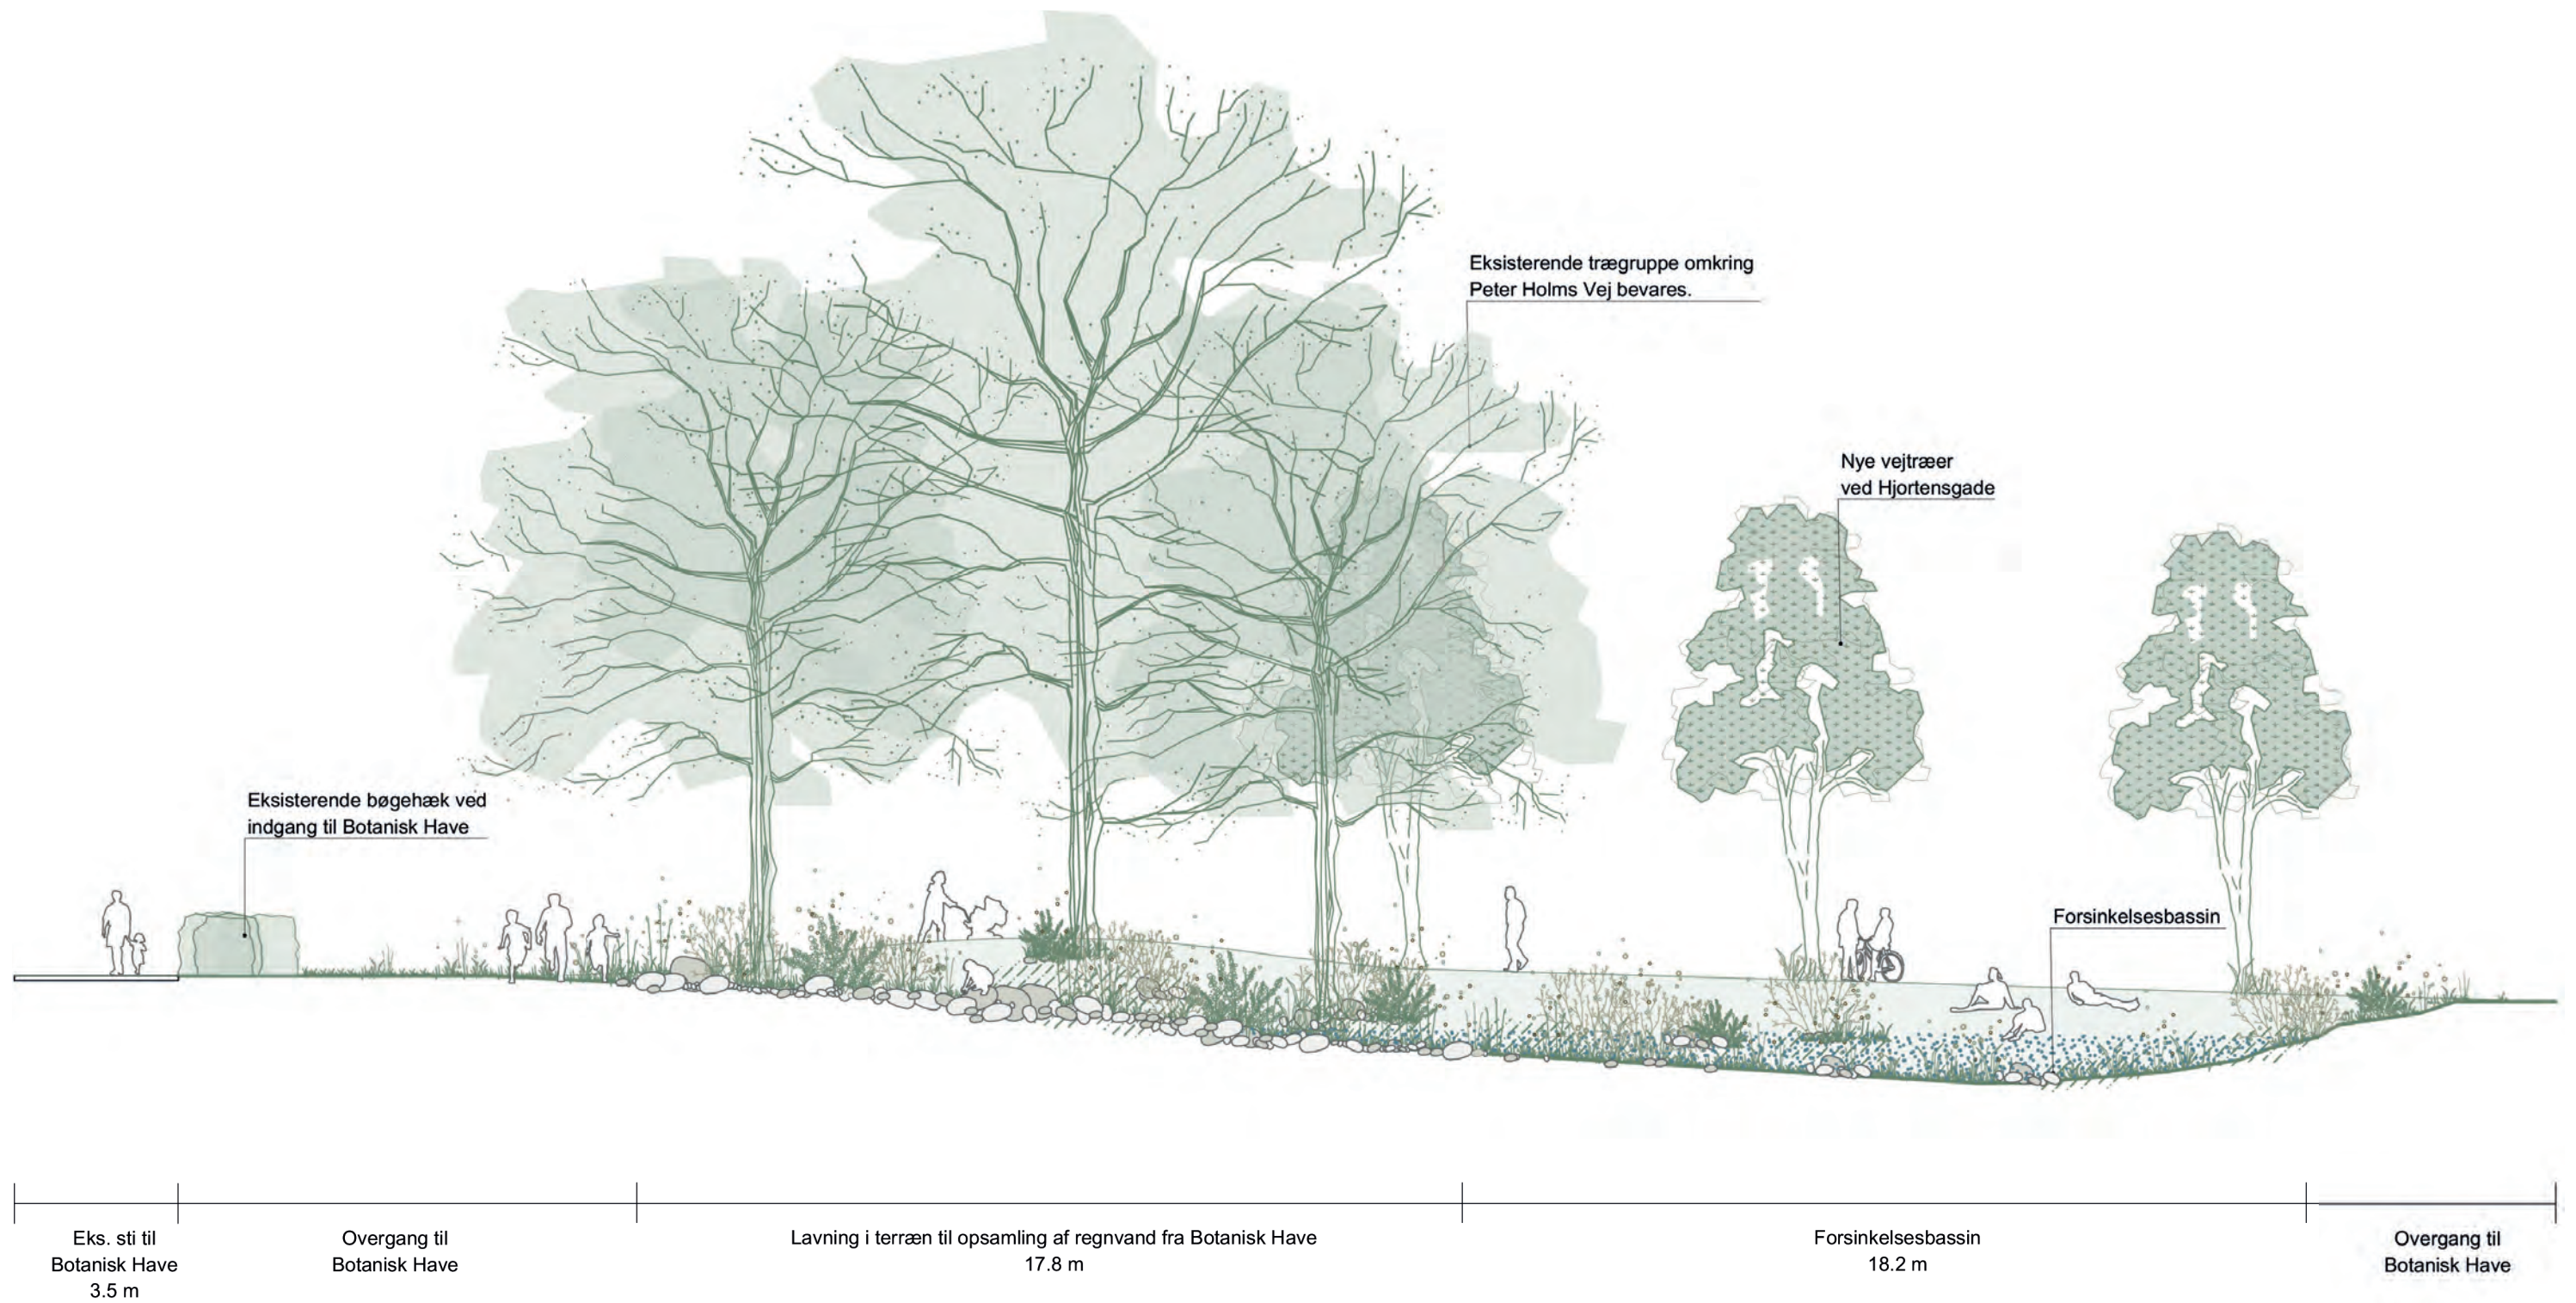 Eksisterende trægruppe omkring
Peter Holms Vej bevares.
Nye vejtræer
ved Hjortensgade
Eksisterende bøgehæk ved
indgang til Botanisk Have
Forsinkelsesbassin
Eks. sti til
Botanisk Have
3.5 m
Overgang til
Botanisk Have
Lavning i terræn til opsamling af regnvand fra Botanisk Have
17.8 m
Forsinkelsesbassin
18.2 m
Overgang til
Botanisk Have